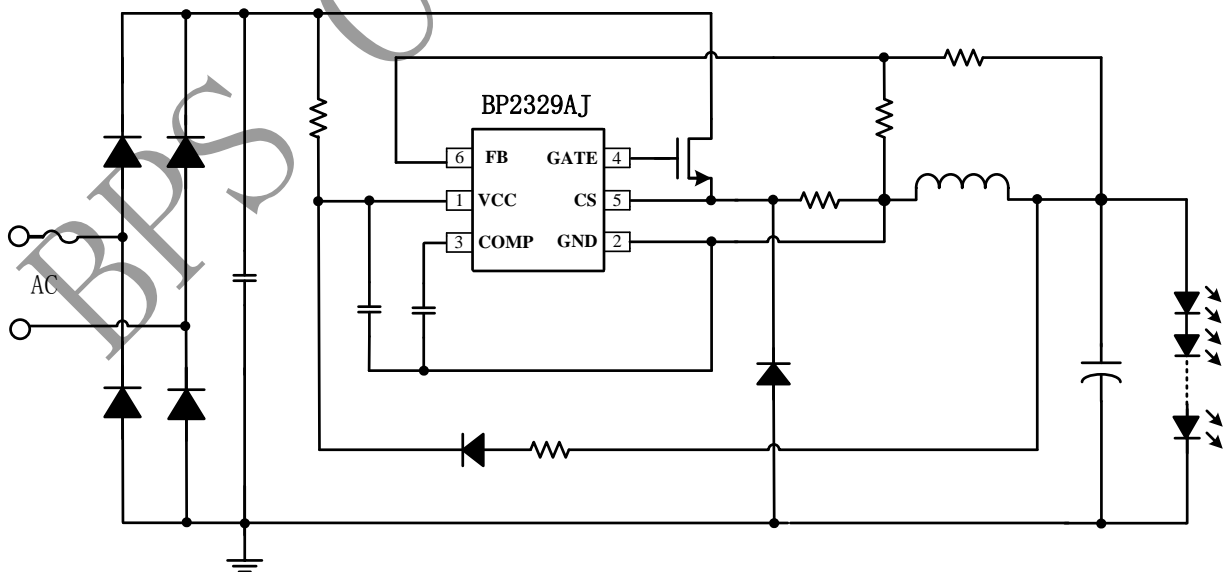 BPS
BP2329AJ
6 FB GATE 4
1 VCC CS 5
3 COMP GND 2
AC